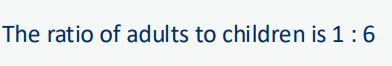 The ratio of adults to children is 1 : 6